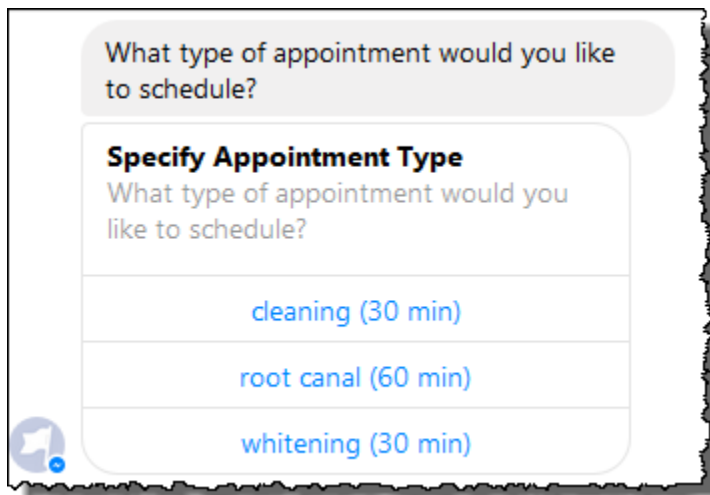 What type of appointment would you like
to schedule?
Specify Appointment Type
What type of appointment would you
like to schedule?
cleaning (30 min)
root canal (60 min)
whitening (30 min)